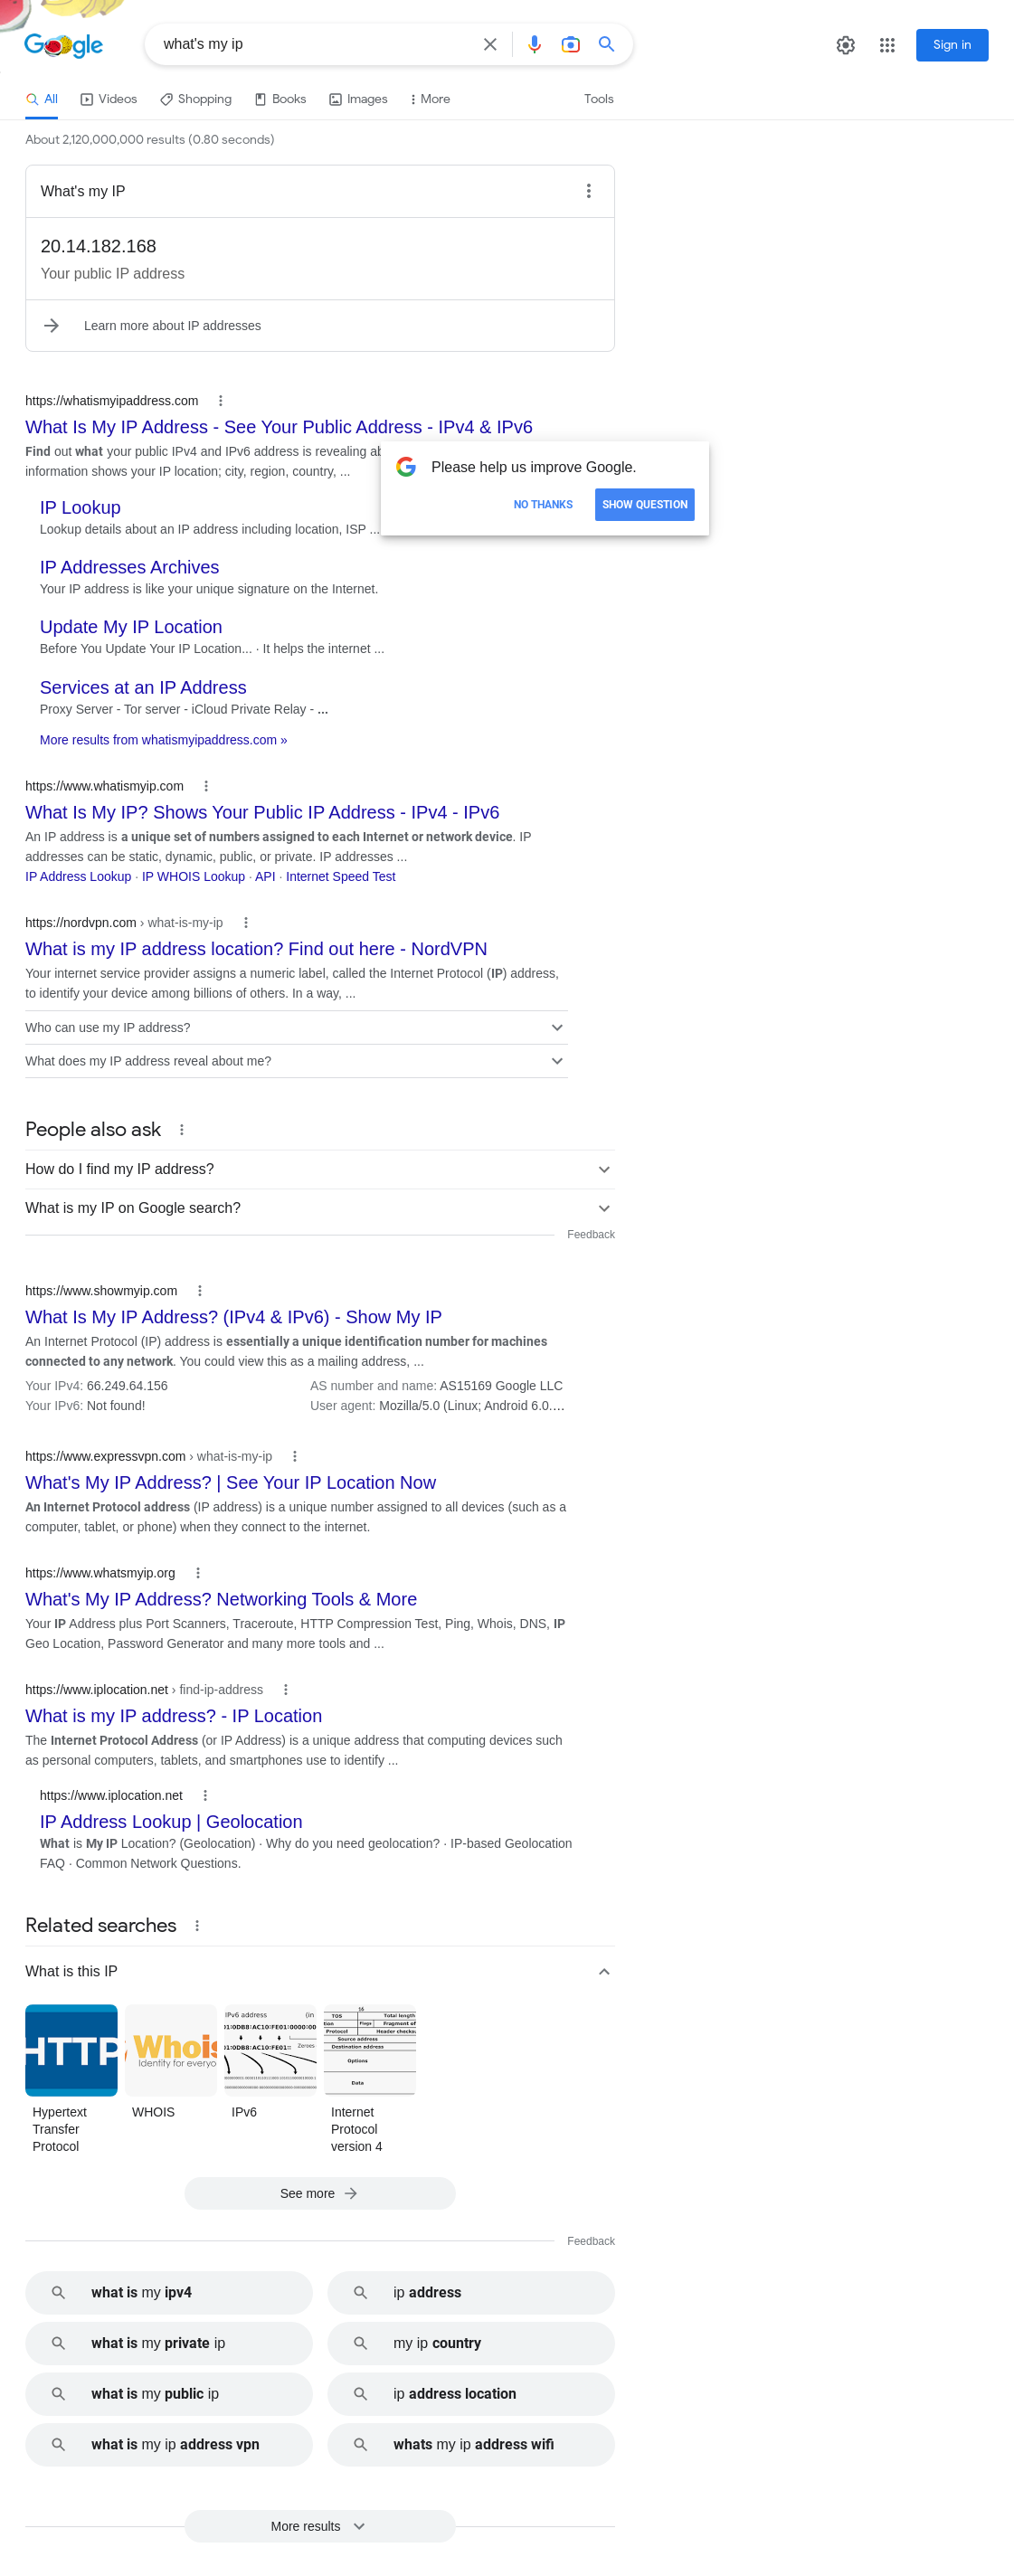 Google
what's my ip
Sign in
All Videos Shopping Books Images More Tools
About 2,120,000,000 results (0.80 seconds)
What's my IP
20.14.182.168
Your public IP address
Learn more about IP addresses
https://whatismyipaddress.com
What Is My IP Address - See Your Public Address - IPv4 & IPv6
Find out what your public IPv4 and IPv6 address is revealing
information shows your IP location; city, region, country, ...
Please help us improve Google.
NO THANKS SHOW QUESTION
IP Lookup
Lookup details about an IP address including location, ISP ...
IP Addresses Archives
Your IP address is like your unique signature on the Internet.
Update My IP Location
Before You Update Your IP Location... · It helps the internet ...
Services at an IP Address
Proxy Server - Tor server - iCloud Private Relay - ...
More results from whatismyipaddress.com »
https://www.whatismyip.com
What Is My IP? Shows Your Public IP Address - IPv4 - IPv6
An IP address is a unique set of numbers assigned to each Internet or network device. IP
addresses can be static, dynamic, public, or private. IP addresses ...
IP Address Lookup · IP WHOIS Lookup · API · Internet Speed Test
https://nordvpn.com › what-is-my-ip
What is my IP address location? Find out here - NordVPN
Your internet service provider assigns a numeric label, called the Internet Protocol (IP) address,
to identify your device among billions of others. In a way, ...
Who can use my IP address?
What does my IP address reveal about me?
People also ask
How do I find my IP address?
What is my IP on Google search?
Feedback
https://www.showmyip.com
What Is My IP Address? (IPv4 & IPv6) - Show My IP
An Internet Protocol (IP) address is essentially a unique identification number for machines
connected to any network. You could view this as a mailing address, ...
Your IPv4: 66.249.64.156 AS number and name: AS15169 Google LLC
Your IPv6: Not found! User agent: Mozilla/5.0 (Linux; Android 6.0....
https://www.expressvpn.com › what-is-my-ip
What's My IP Address? | See Your IP Location Now
An Internet Protocol address (IP address) is a unique number assigned to all devices (such as a
computer, tablet, or phone) when they connect to the internet.
https://www.whatsmyip.org
What's My IP Address? Networking Tools & More
Your IP Address plus Port Scanners, Traceroute, HTTP Compression Test, Ping, Whois, DNS, IP
Geo Location, Password Generator and many more tools and ...
https://www.iplocation.net › find-ip-address
What is my IP address? - IP Location
The Internet Protocol Address (or IP Address) is a unique address that computing devices such
as personal computers, tablets, and smartphones use to identify ...
https://www.iplocation.net
IP Address Lookup | Geolocation
What is My IP Location? (Geolocation) · Why do you need geolocation? · IP-based Geolocation
FAQ · Common Network Questions.
Related searches
What is this IP
HTTP
Whois
Identity for everyo
IPv6 address (in
Zeroes
16
TOS Total length
Flags Fragment of
Protocol Header checks
Source address
Destination address
Options
Data
Hypertext
Transfer
Protocol
WHOIS
IPv6
Internet
Protocol
version 4
See more
Feedback
what is my ipv4
ip address
what is my private ip
my ip country
what is my public ip
ip address location
what is my ip address vpn
whats my ip address wifi
More results